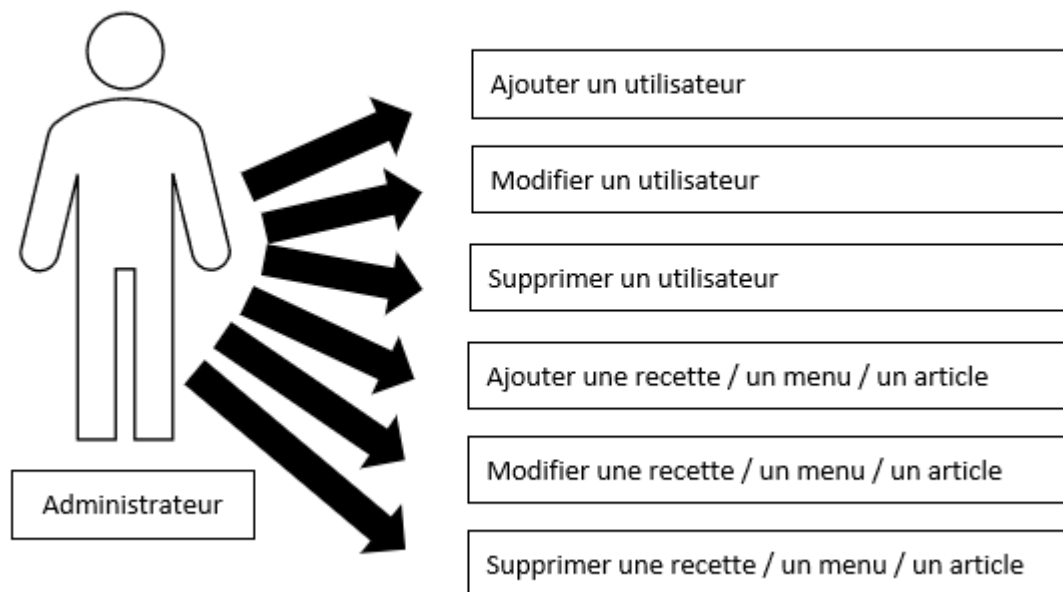 Ajouter un utilisateur
Modifier un utilisateur
Supprimer un utilisateur
Ajouter une recette / un menu / un article
Modifier une recette / un menu / un article
Administrateur
Supprimer une recette / un menu / un article